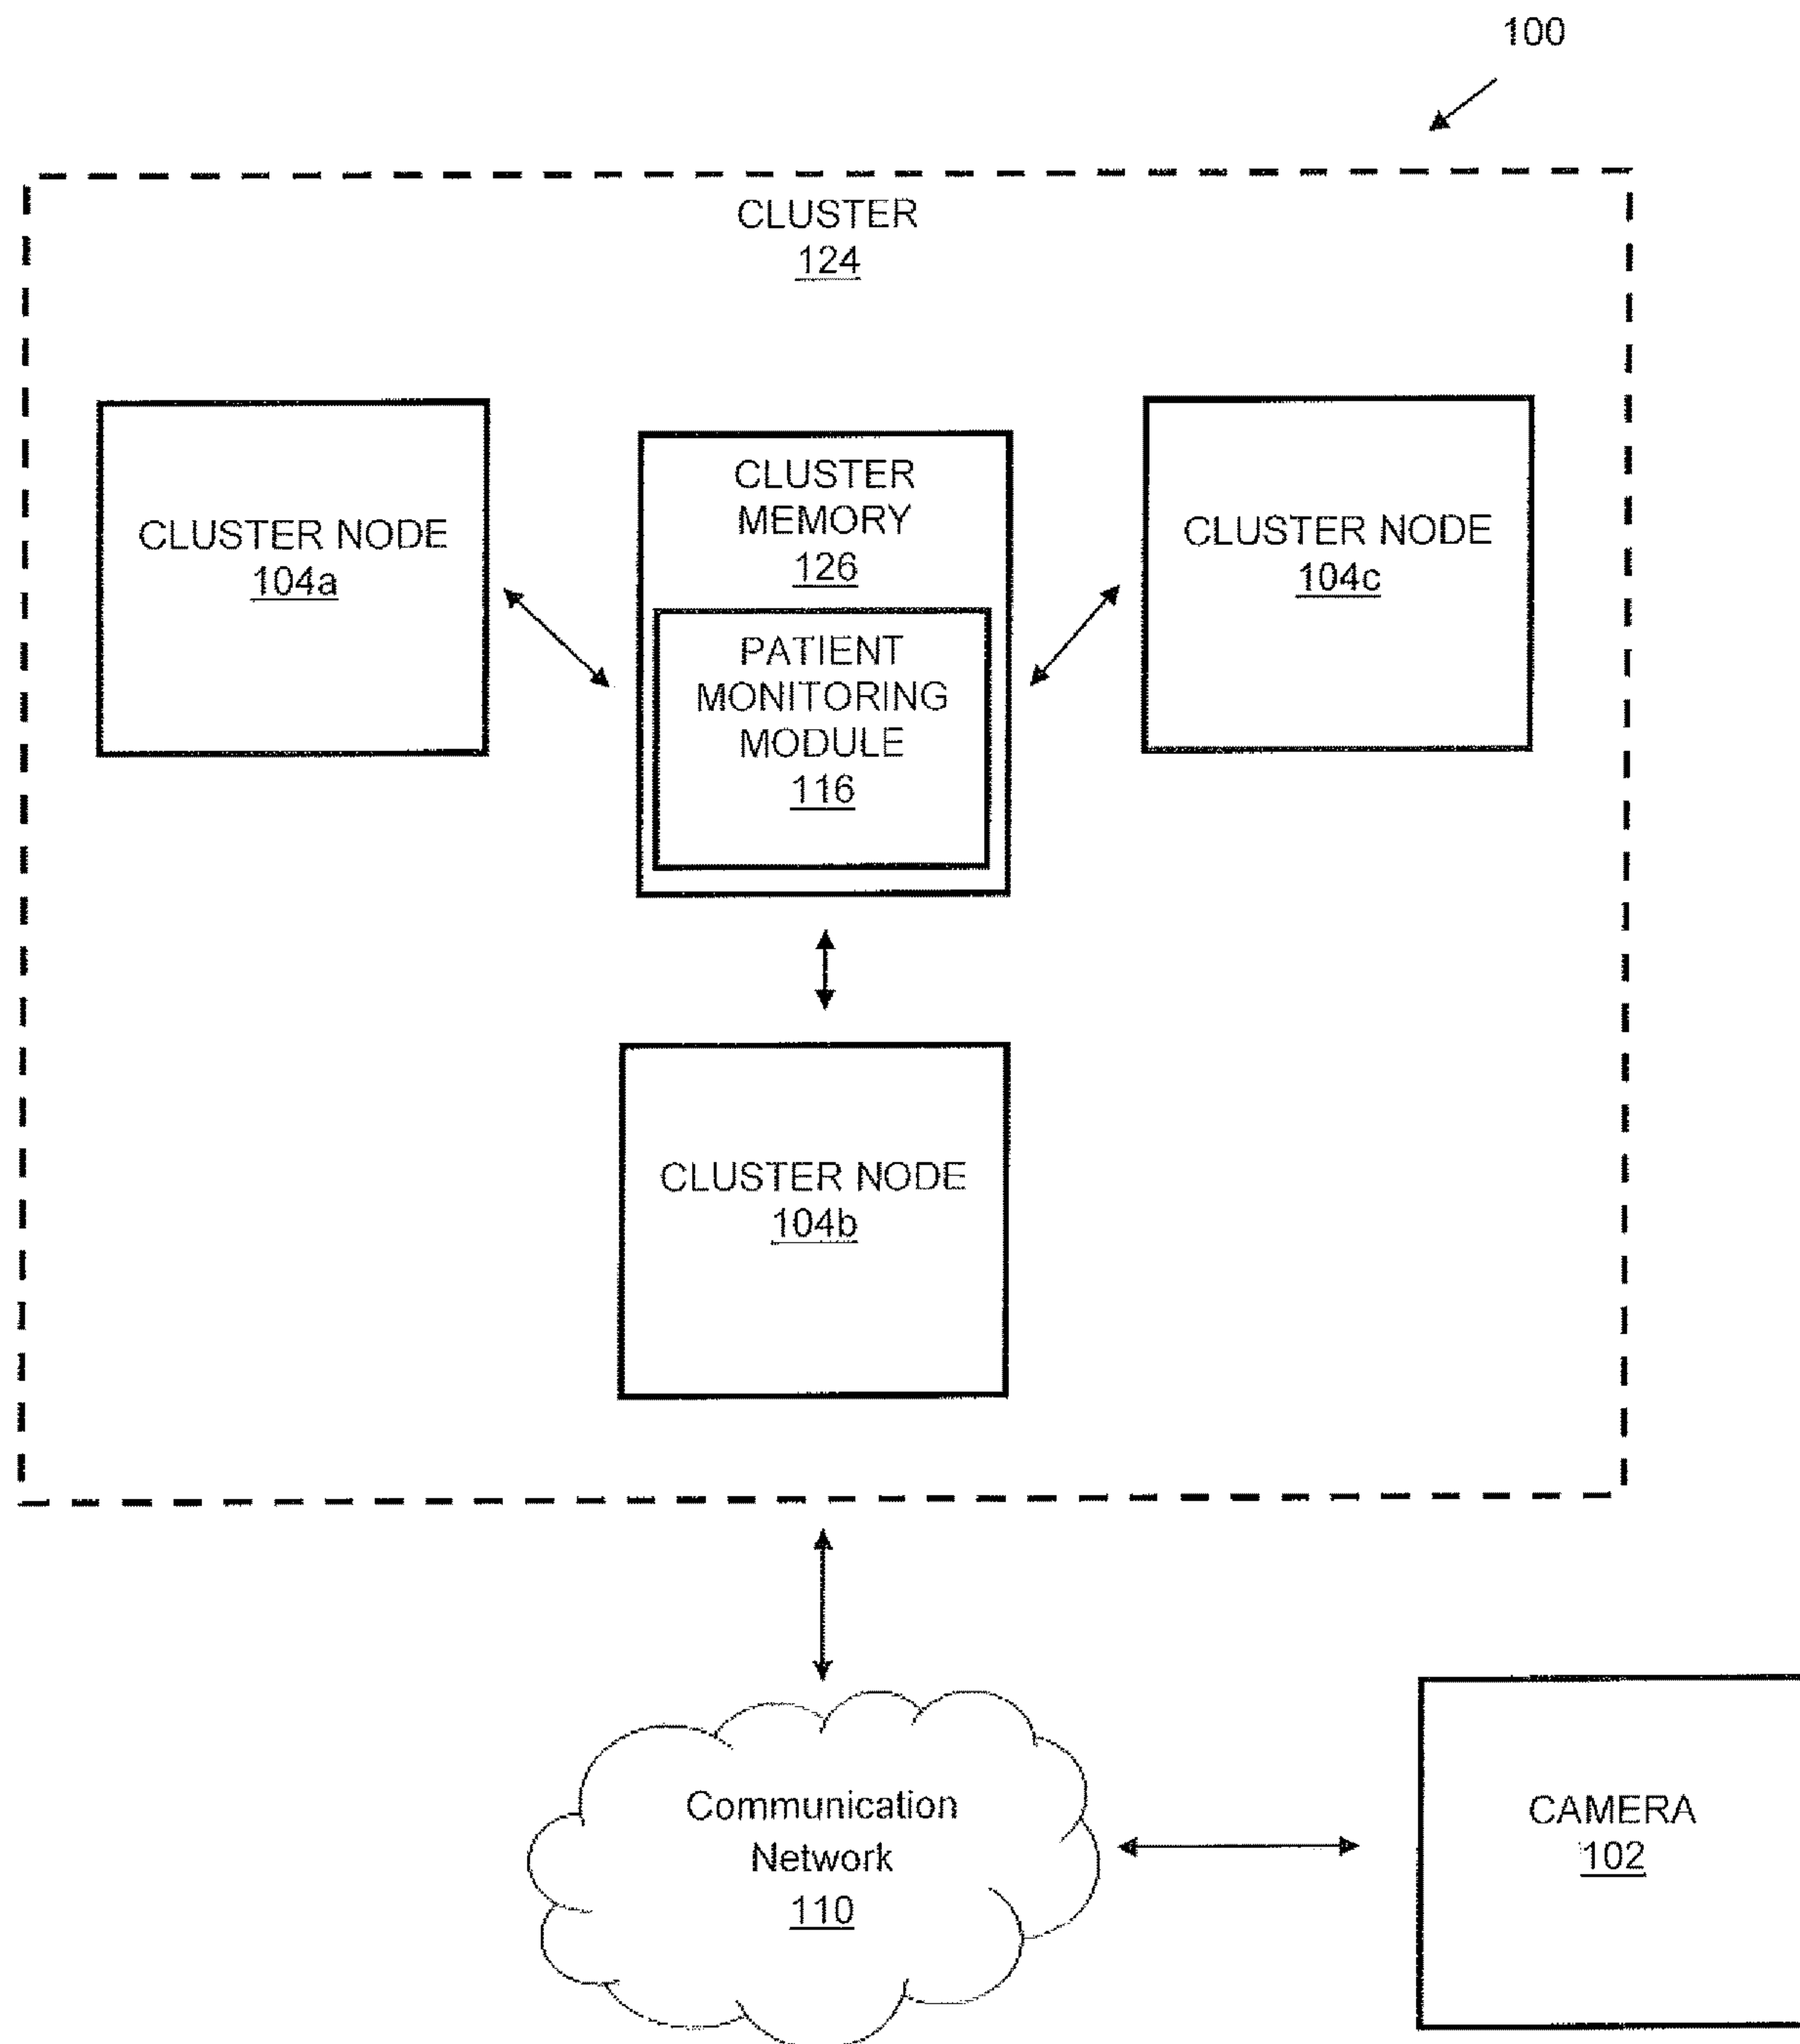 100
CLUSTER
124
CLUSTER NODE
104a
CLUSTER
MEMORY
126
PATIENT
MONITORING
MODULE
116
CLUSTER NODE
104c
CLUSTER NODE
104b
Communication
Network
110
CAMERA
102